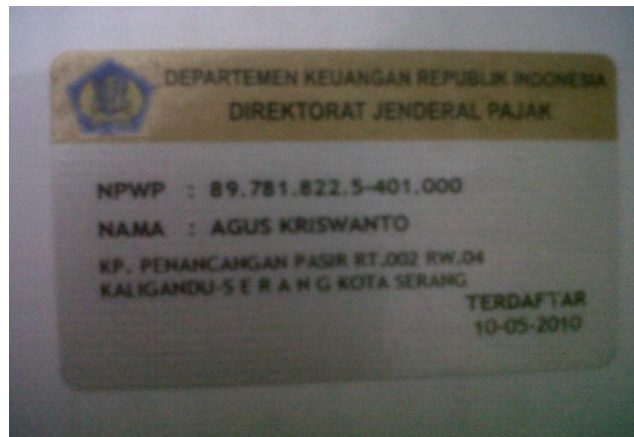 DEPARTEMEN KEUANGAN REPUBLIK INDONESIA
DIREKTORAT JENDERAL PAJAK
NPWP : 89.781.822.5-401.000
NAMA : AGUS KRISWANTO
KP. PENANCANGAN PASIR RT.002 RW.04
KALIGANDU-S E R A N G KOTA SERANG
TERDAFTAR
10-05-2010